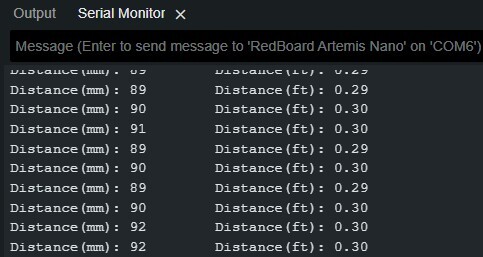 Output Serial Monitor ×
Message (Enter to send message to 'RedBoard Artemis Nano' on 'COM6')
Distance(mm): 89 Distance(ft): 0.29
Distance(mm): 89 Distance(ft): 0.29
Distance(mm): 90 Distance(ft): 0.30
Distance(mm): 91 Distance(ft): 0.30
Distance(mm): 89 Distance(ft): 0.29
Distance(mm): 90 Distance(ft): 0.30
Distance(mm): 89 Distance(ft): 0.29
Distance(mm): 90 Distance(ft): 0.30
Distance(mm): 92 Distance(ft): 0.30
Distance(mm): 92 Distance(ft): 0.30